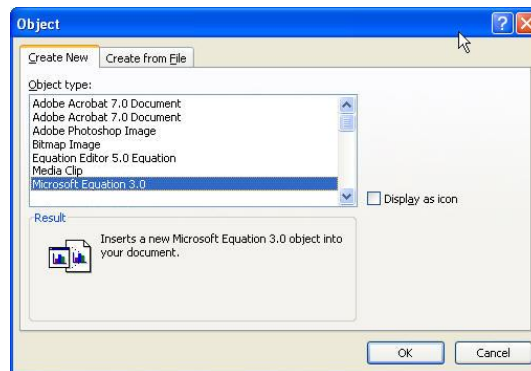 Object
Create New
Create from File
Object type:
Adobe Acrobat 7.0 Document
Adobe Acrobat 7.0 Document
Adobe Photoshop Image
Bitmap Image
Equation Editor 5.0 Equation
Media Clip
Microsoft Equation 3.0
Display as icon
Result
Inserts a new Microsoft Equation 3.0 object into
your document.
OK
Cancel